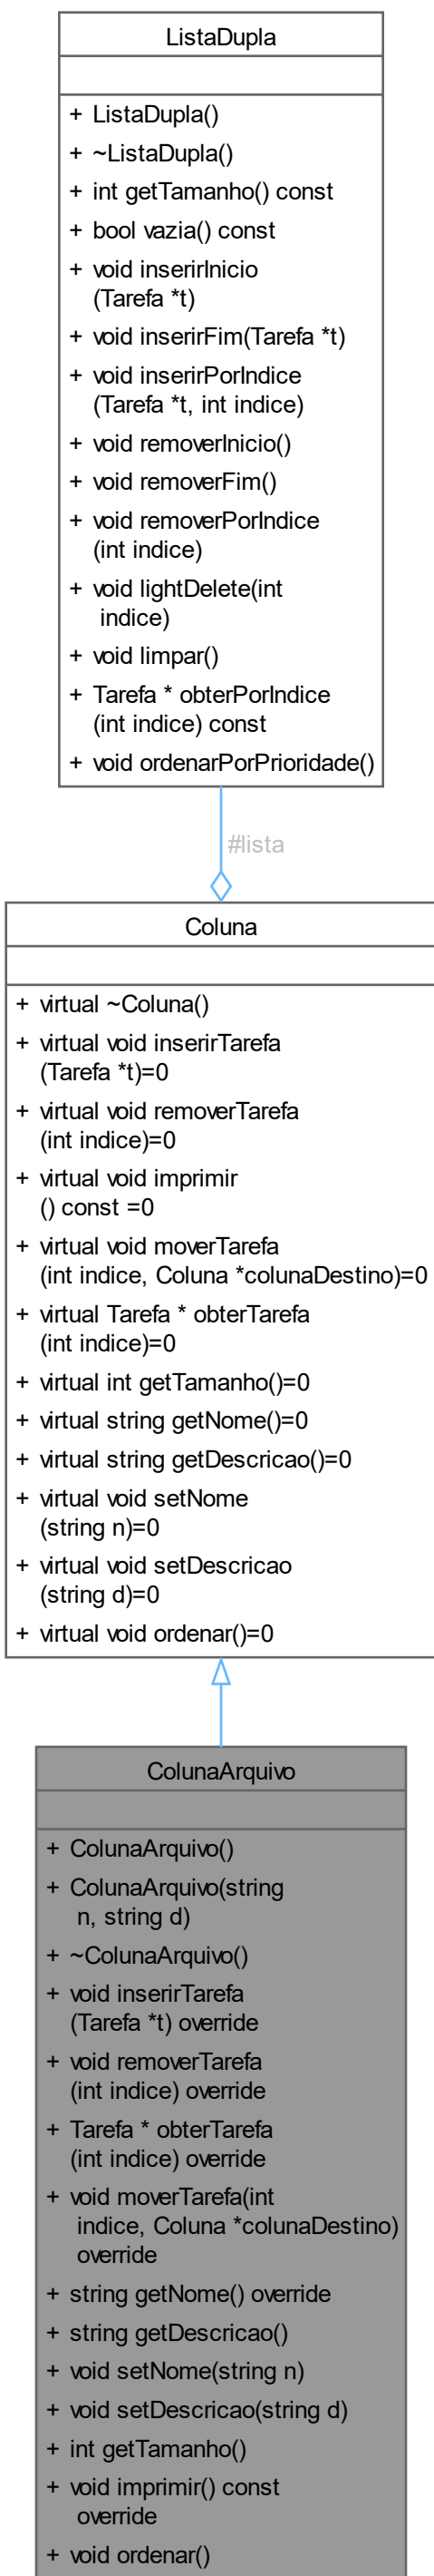 ListaDupla
+ ListaDupla()
+ ~ListaDupla()
+ int getTamanho() const
+ bool vazia() const
+ void inserirInicio
(Tarefa *t)
+ void inserirFim(Tarefa *t)
+ void inserirPorIndice
(Tarefa *t, int indice)
+ void removerInicio()
+ void removerFim()
+ void removerPorIndice
(int indice)
+ void lightDelete(int
indice)
+ void limpar()
+ Tarefa * obterPorIndice
(int indice) const
+ void ordenarPorPrioridade()
#lista
Coluna
+ virtual ~Coluna()
+ virtual void inserirTarefa
(Tarefa *t)=0
+ virtual void removerTarefa
(int indice)=0
+ virtual void imprimir
() const =0
+ virtual void moverTarefa
(int indice, Coluna *colunaDestino)=0
+ virtual Tarefa * obterTarefa
(int indice)=0
+ virtual int getTamanho()=0
+ virtual string getNome()=0
+ virtual string getDescricao()=0
+ virtual void setNome
(string n)=0
+ virtual void setDescricao
(string d)=0
+ virtual void ordenar()=0
ColunaArquivo
+ ColunaArquivo()
+ ColunaArquivo(string
n, string d)
+ ~ColunaArquivo()
+ void inserirTarefa
(Tarefa *t) override
+ void removerTarefa
(int indice) override
+ Tarefa * obterTarefa
(int indice) override
+ void moverTarefa(int
indice, Coluna *colunaDestino)
override
+ string getNome() override
+ string getDescricao()
+ void setNome(string n)
+ void setDescricao(string d)
+ int getTamanho()
+ void imprimir() const
override
+ void ordenar()